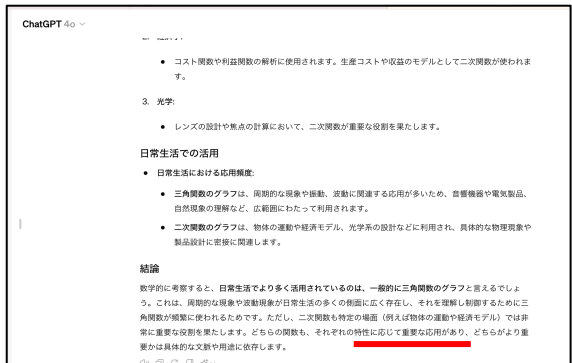 ChatGPT 4o
コスト関数や利益関数の解析に使用されます。生産コストや収益のモデルとして二次関数が使われま
す。
3. 光学:
レンズの設計や焦点の計算において、二次関数が重要な役割を果たします。
日常生活での活用
日常生活における応用頻度:
三角関数のグラフは、周期的な現象や振動、波動に関連する応用が多いため、音響機器や電気製品、
自然現象の理解など、広範囲にわたって利用されます。
二次関数のグラフは、物体の運動や経済モデル、光学系の設計などに利用され、具体的な物理現象や
製品設計に密接に関連します。
結論
数学的に考察すると、日常生活でより多く活用されているのは、一般的に三角関数のグラフと言えるでしょ
う。これは、周期的な現象や波動現象が日常生活の多くの側面に広く存在し、それを理解し制御するために三
角関数が頻繁に使われるためです。ただし、二次関数も特定の場面（例えば物体の運動や経済モデル）では非
常に重要な役割を果たします。どちらの関数も、それぞれの特性に応じて重要な応用があり、どちらがより重
要かは具体的な文脈や用途に依存します。